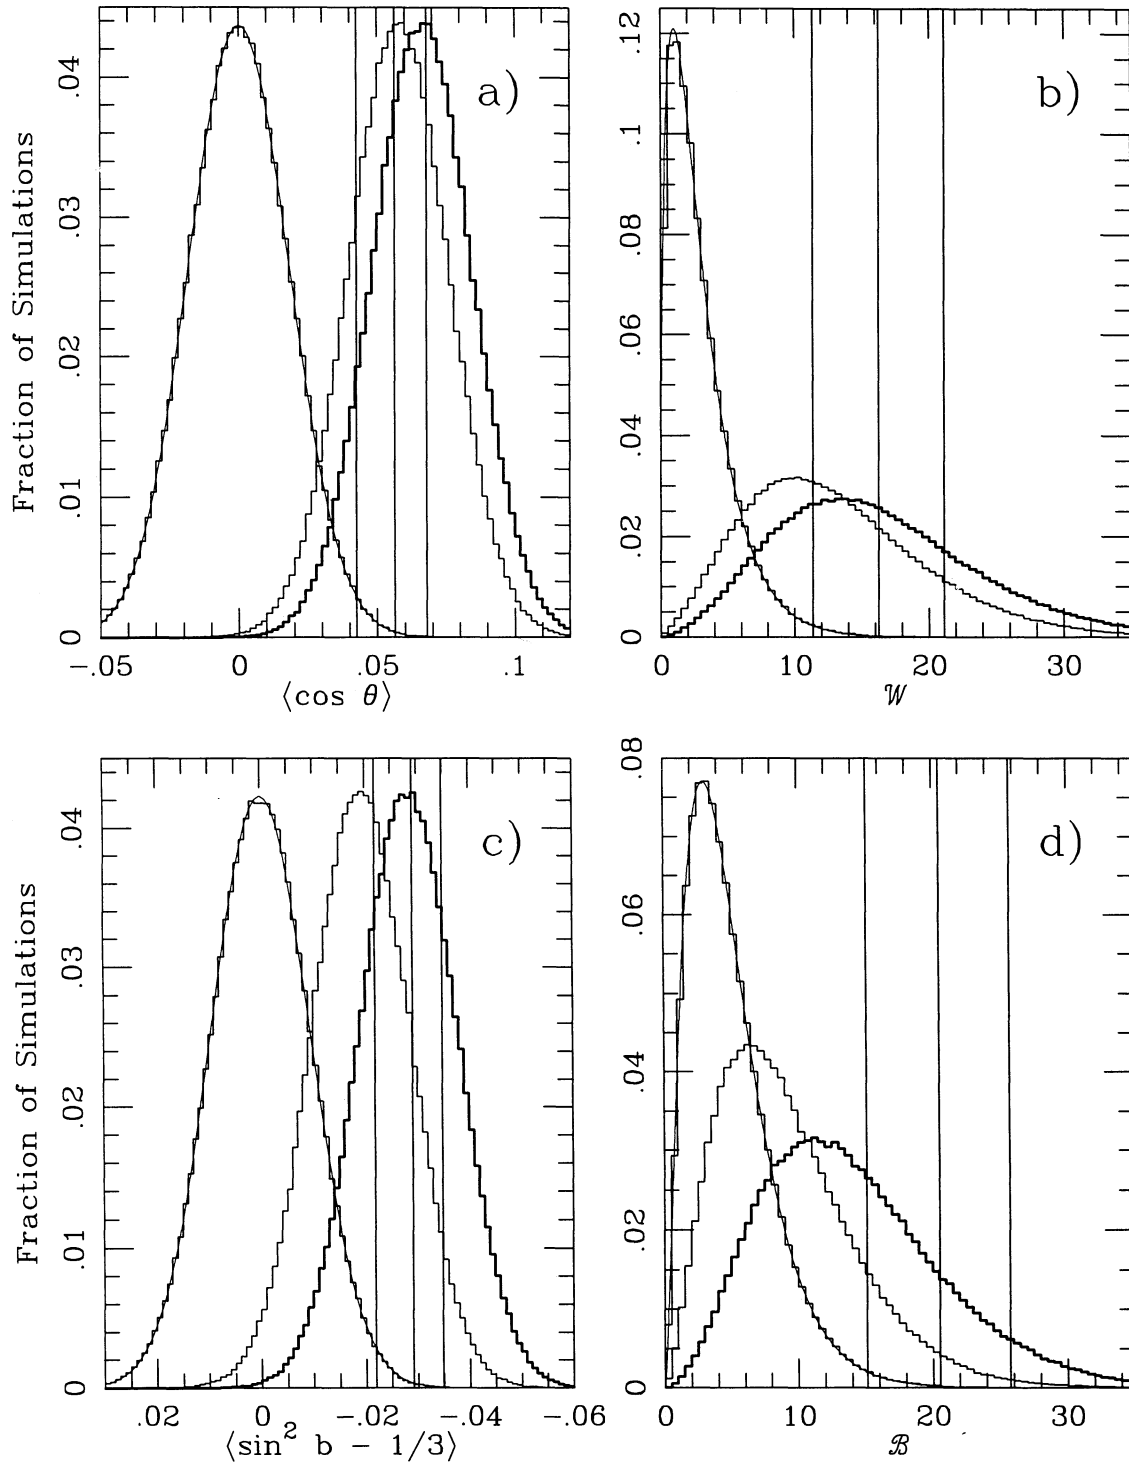 a)
Fraction of Simulations
.04
.03
.02
.01
0
-.05 0 .05 .1
⟨cos θ⟩
b)
.12
.1
.08
.06
.04
.02
0
0 10 20 30
𝒲
c)
Fraction of Simulations
.04
.03
.02
.01
0
.02 0 -.02 -.04 -.06
⟨sin² b - 1/3⟩
d)
.08
.06
.04
.02
0
0 10 20 30
ℬ